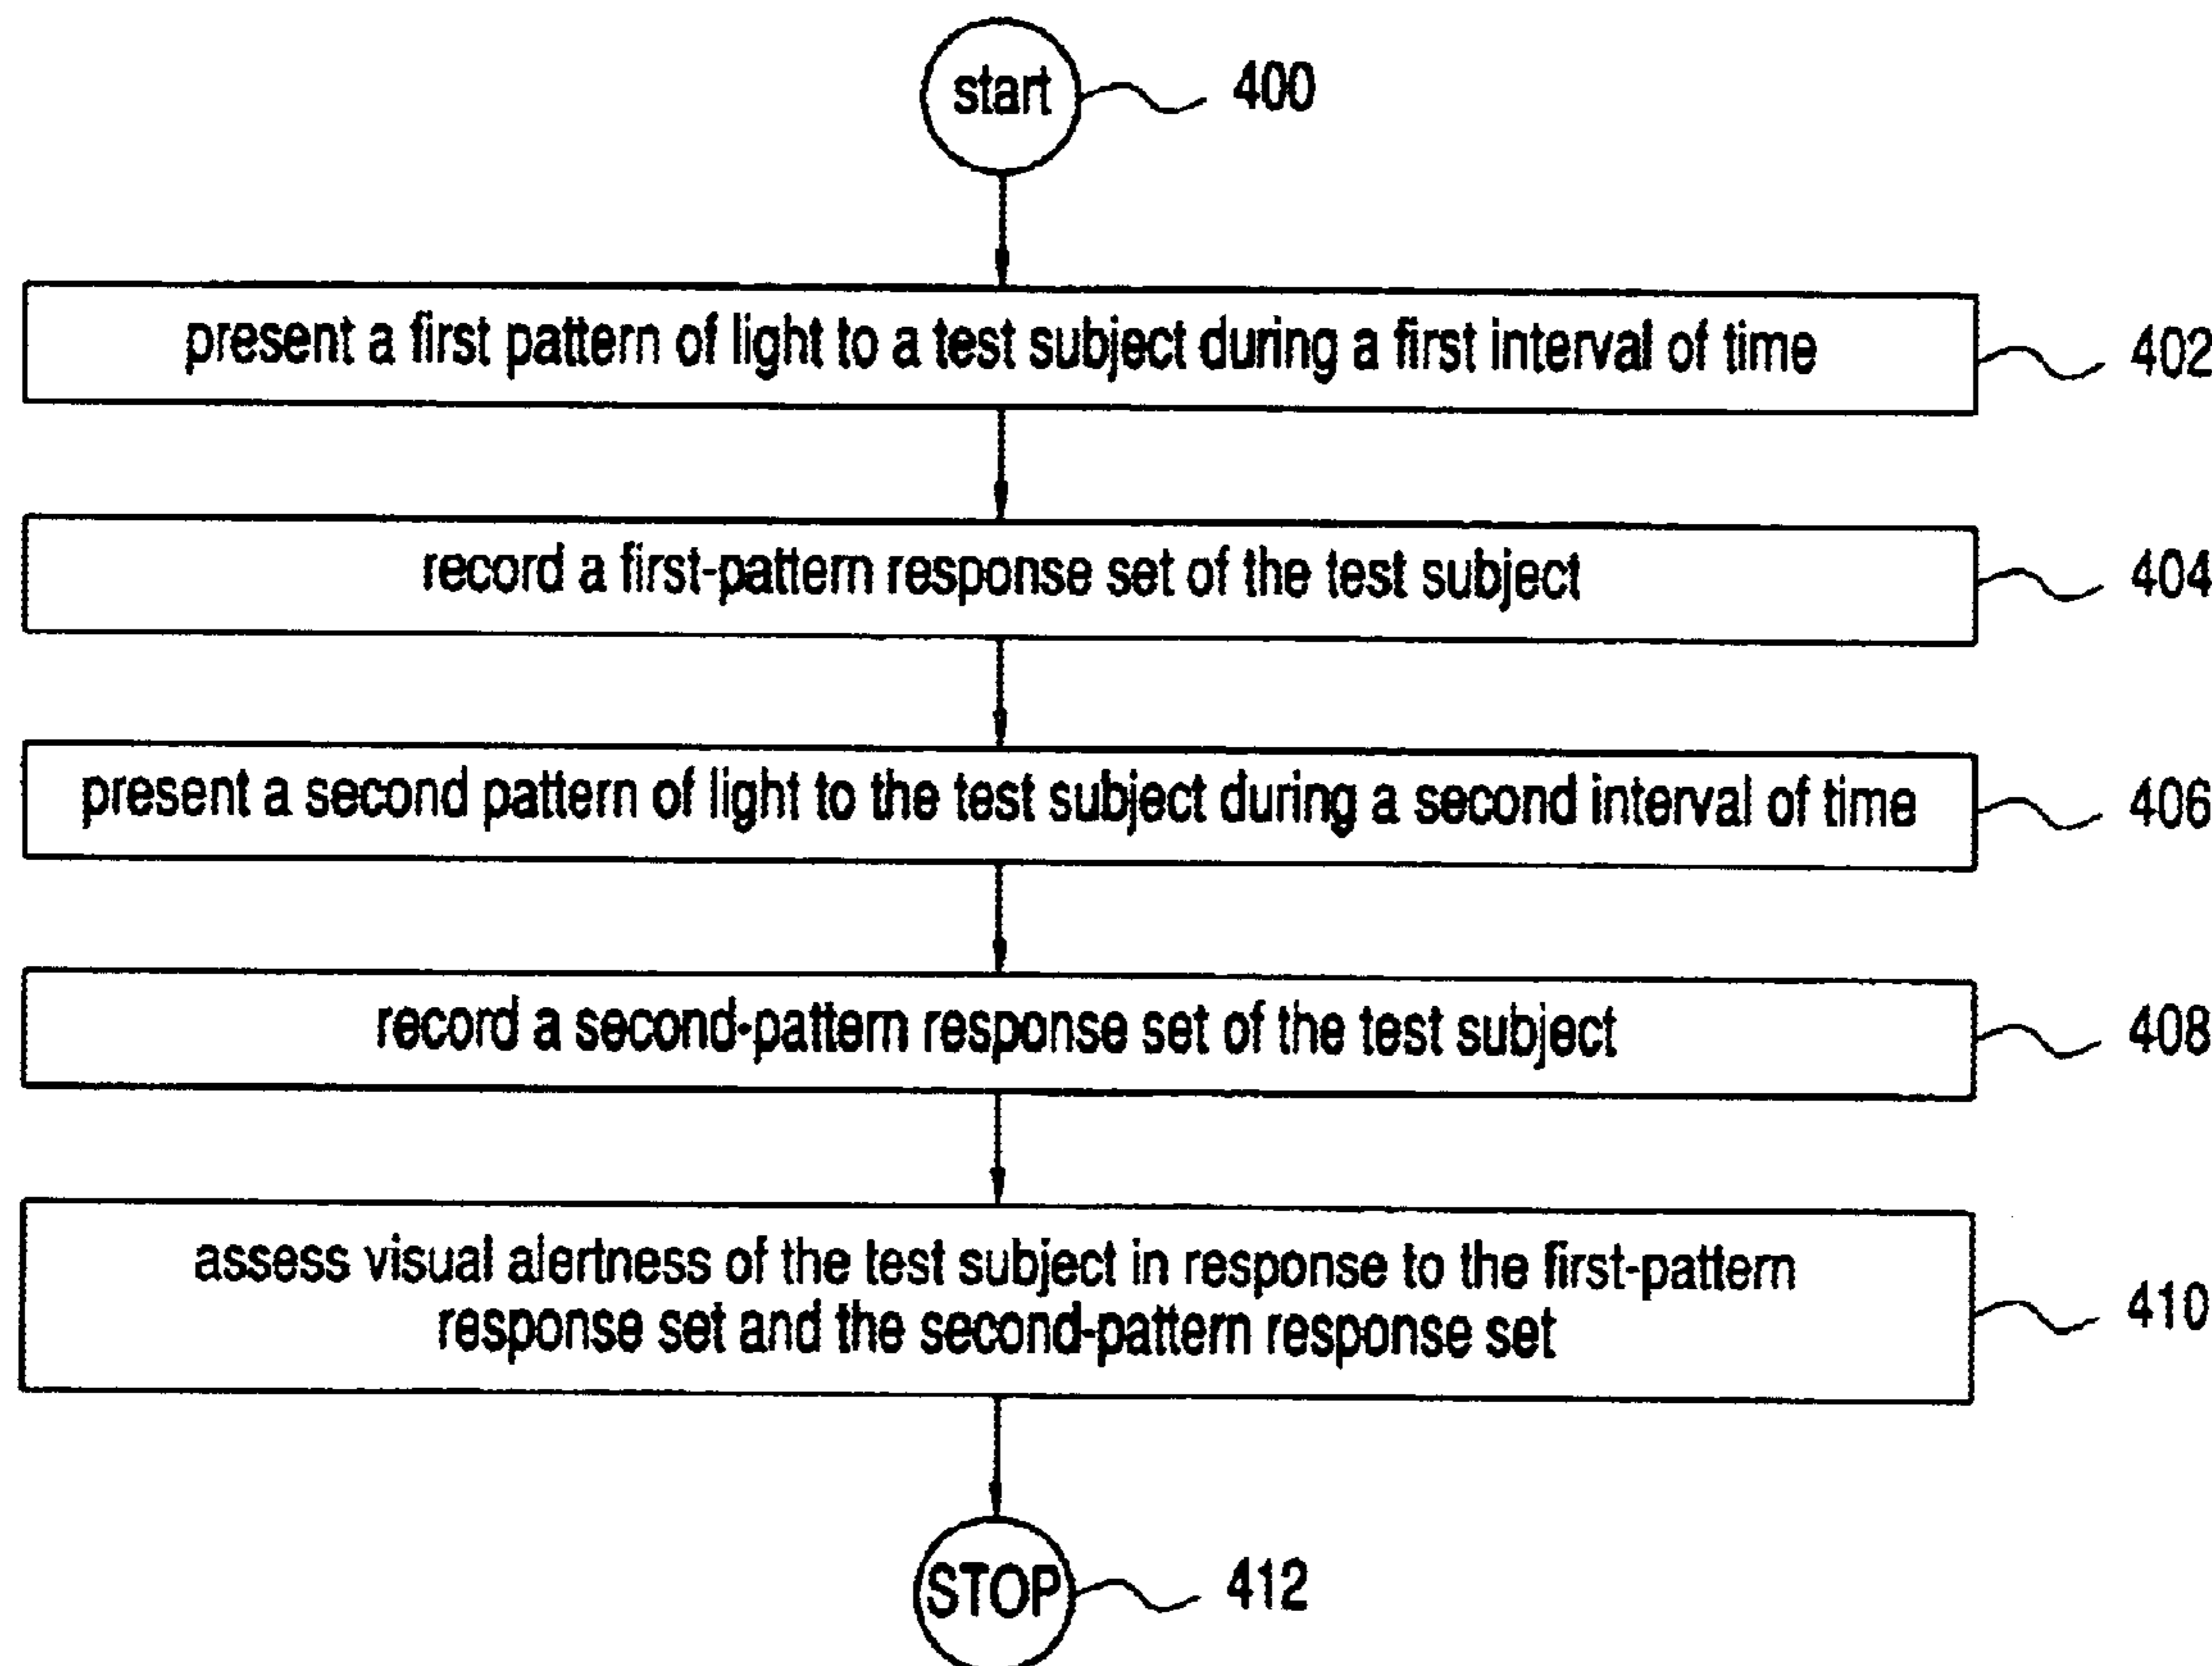 start
400
present a first pattern of light to a test subject during a first interval of time
402
record a first-pattern response set of the test subject
404
present a second pattern of light to the test subject during a second interval of time
406
record a second-pattern response set of the test subject
408
assess visual alertness of the test subject in response to the first-pattern
response set and the second-pattern response set
410
STOP
412